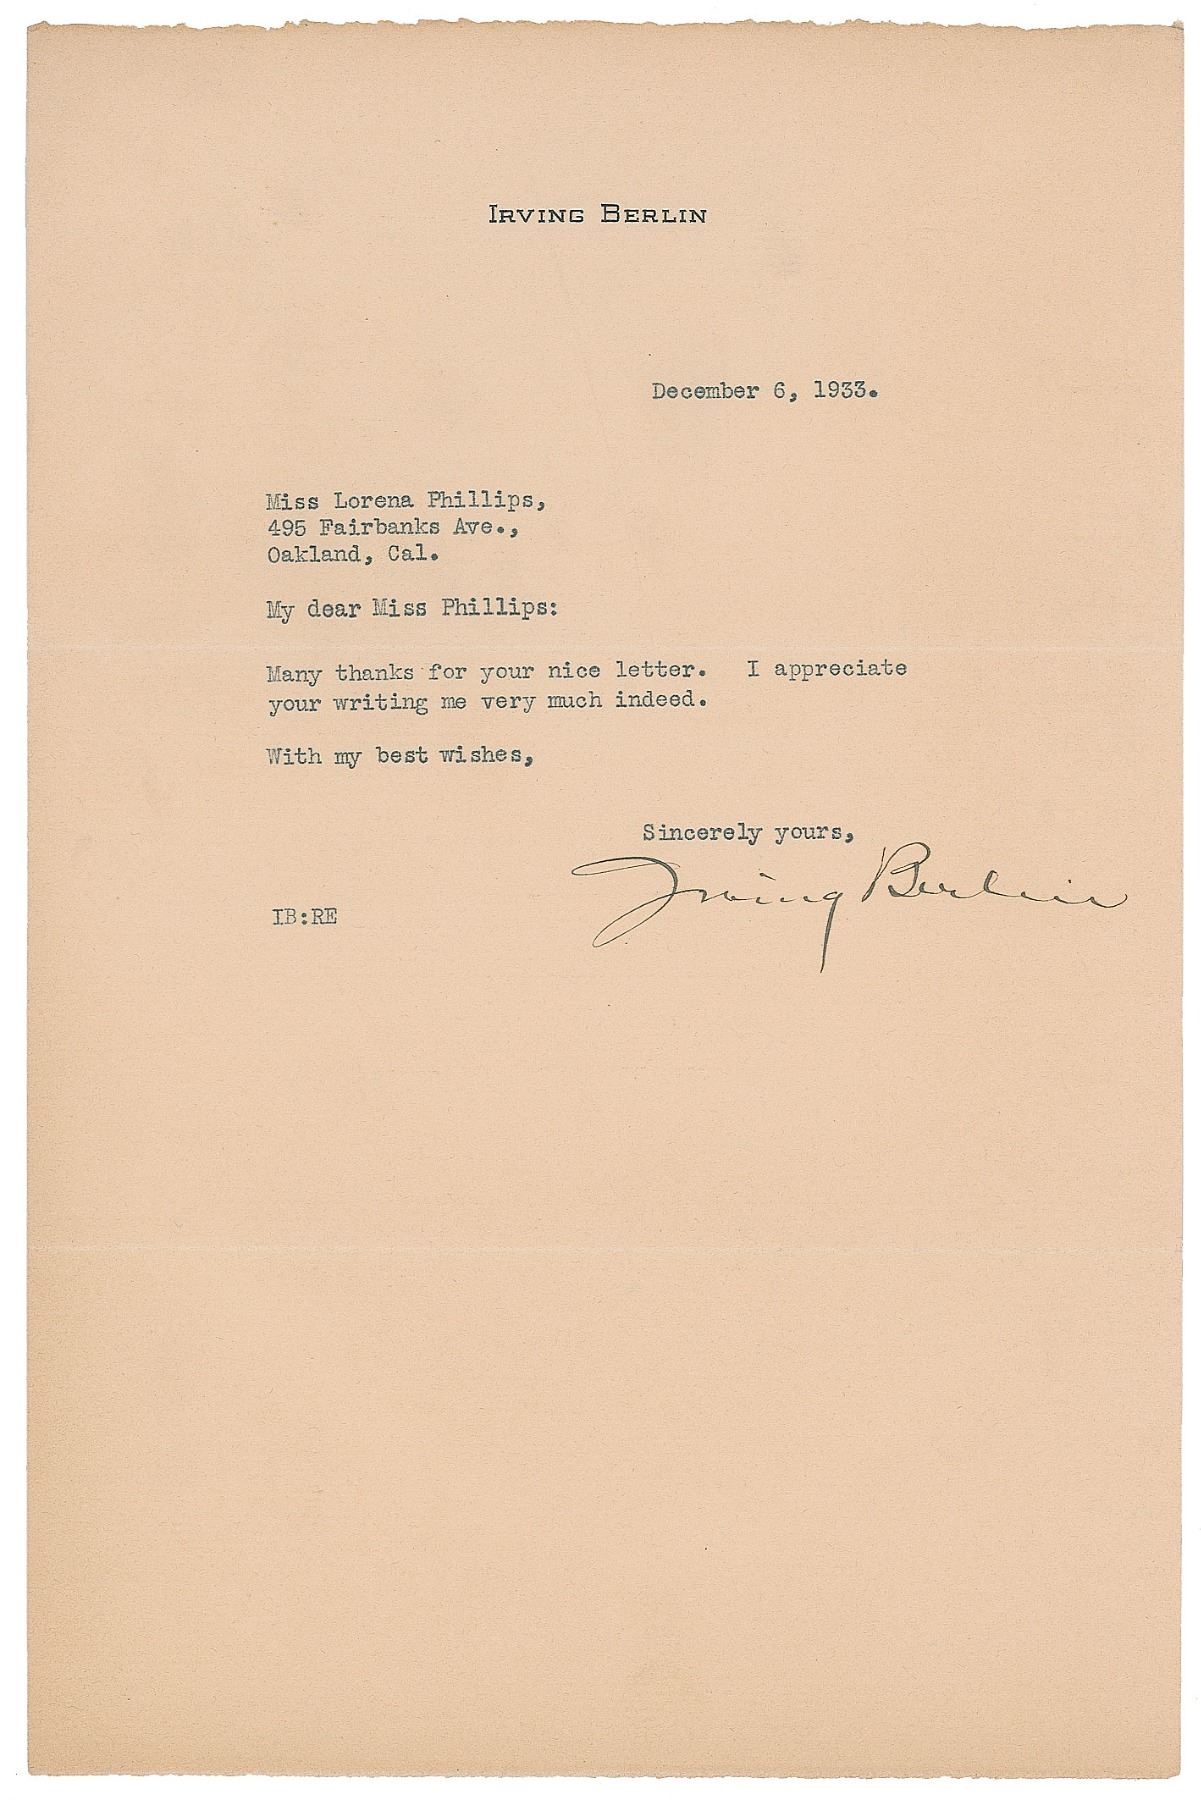 IRVING BERLIN
December 6, 1933.
Miss Lorena Phillips,
495 Fairbanks Ave.,
Oakland, Cal.
My dear Miss Phillips:
Many thanks for your nice letter. I appreciate
your writing me very much indeed.
With my best wishes,
Sincerely yours,
Irving Berlin
IB:RE